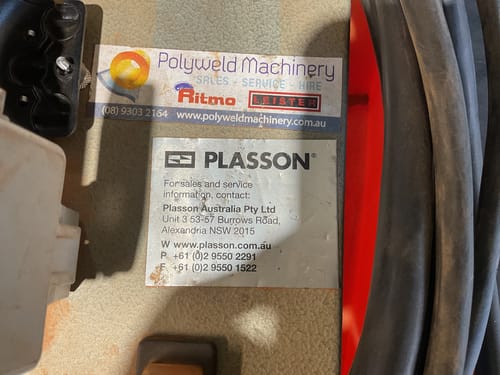 Polyweld Machinery
SALES - SERVICE - HIRE
Ritmo LEISTER
(08) 9303 2164 www.polyweldmachinery.com.au
PLASSON®
For sales and service
information, contact:
Plasson Australia Pty Ltd
Unit 3 53-57 Burrows Road,
Alexandria NSW 2015
W www.plasson.com.au
P +61 (0)2 9550 2291
F +61 (0)2 9550 1522